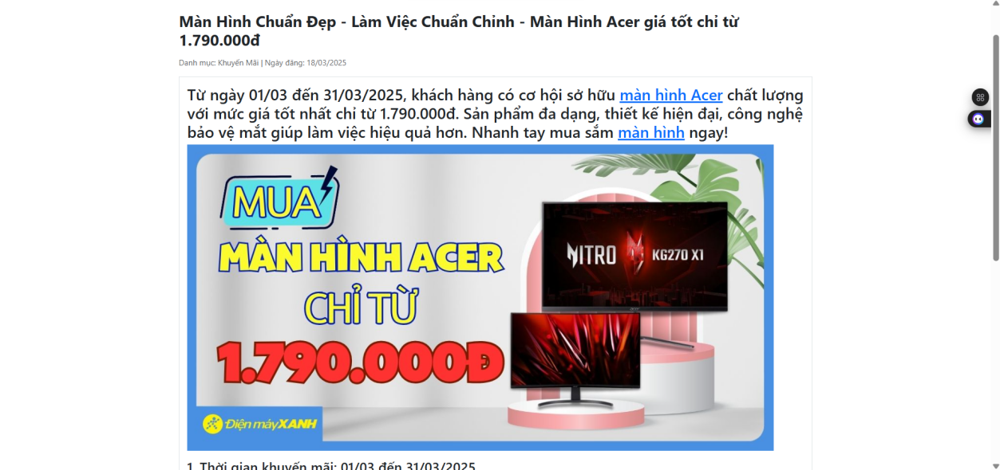 Màn Hình Chuẩn Đẹp - Làm Việc Chuẩn Chỉnh - Màn Hình Acer giá tốt chỉ từ
1.790.000đ
Danh mục: Khuyến Mãi | Ngày đăng: 18/03/2025
Từ ngày 01/03 đến 31/03/2025, khách hàng có cơ hội sở hữu màn hình Acer chất lượng
với mức giá tốt nhất chỉ từ 1.790.000đ. Sản phẩm đa dạng, thiết kế hiện đại, công nghệ
bảo vệ mắt giúp làm việc hiệu quả hơn. Nhanh tay mua sắm màn hình ngay!
MUA
MÀN HÌNH ACER
CHỈ TỪ
1.790.000Đ
NITRO KG270 X1
Điện máy XANH
1. Thời gian khuyến mãi: 01/03 đến 31/03/2025